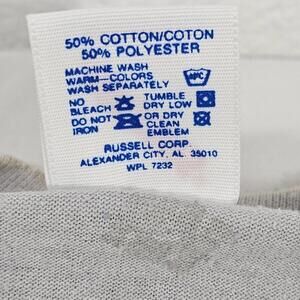 50% COTTON/COTON
50% POLYESTER
MACHINE WASH
WARM—COLORS
WASH SEPARATELY
NO BLEACH TUMBLE DRY LOW
DO NOT IRON OR DRY CLEAN EMBLEM
RUSSELL CORP.
ALEXANDER CITY, AL 35010
WPL 7232